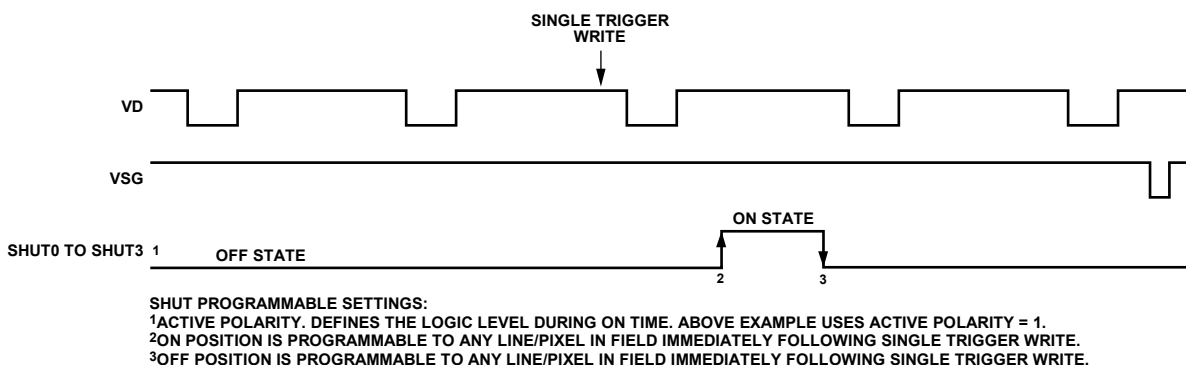 SINGLE TRIGGER
WRITE
VD
VSG
ON STATE
SHUT0 TO SHUT3 1
OFF STATE
2
3
SHUT PROGRAMMABLE SETTINGS:
1ACTIVE POLARITY. DEFINES THE LOGIC LEVEL DURING ON TIME. ABOVE EXAMPLE USES ACTIVE POLARITY = 1.
2ON POSITION IS PROGRAMMABLE TO ANY LINE/PIXEL IN FIELD IMMEDIATELY FOLLOWING SINGLE TRIGGER WRITE.
3OFF POSITION IS PROGRAMMABLE TO ANY LINE/PIXEL IN FIELD IMMEDIATELY FOLLOWING SINGLE TRIGGER WRITE.